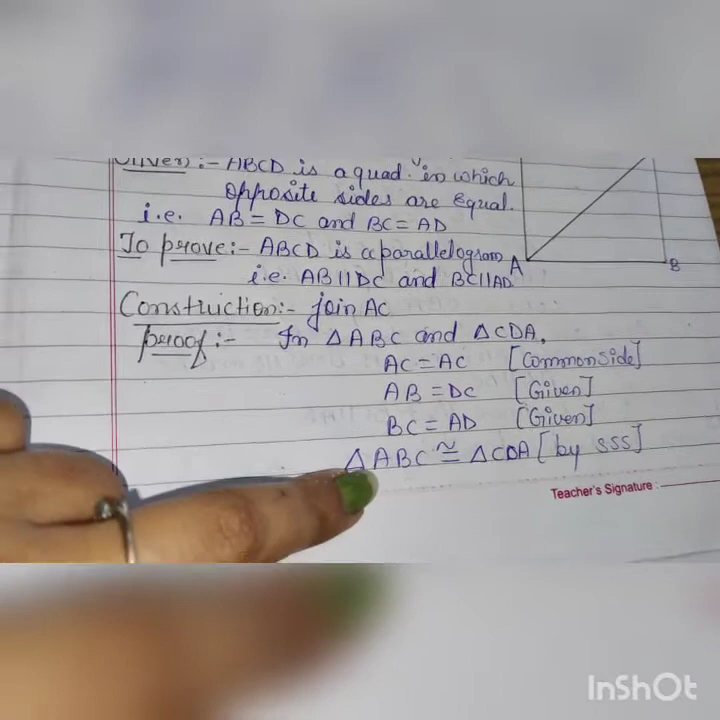 Given :- ABCD is a quad. in which
opposite sides are equal.
i.e. AB = DC and BC = AD
To prove:- ABCD is a parallelogram
i.e. AB||DC and BC||AD
A
B
Construction:- join AC
Proof :- In △ABC and △CDA,
AC = AC [Common side]
AB = DC [Given]
BC = AD [Given]
△ABC ≅ △CDA [by SSS]
Teacher's Signature :
InShOt